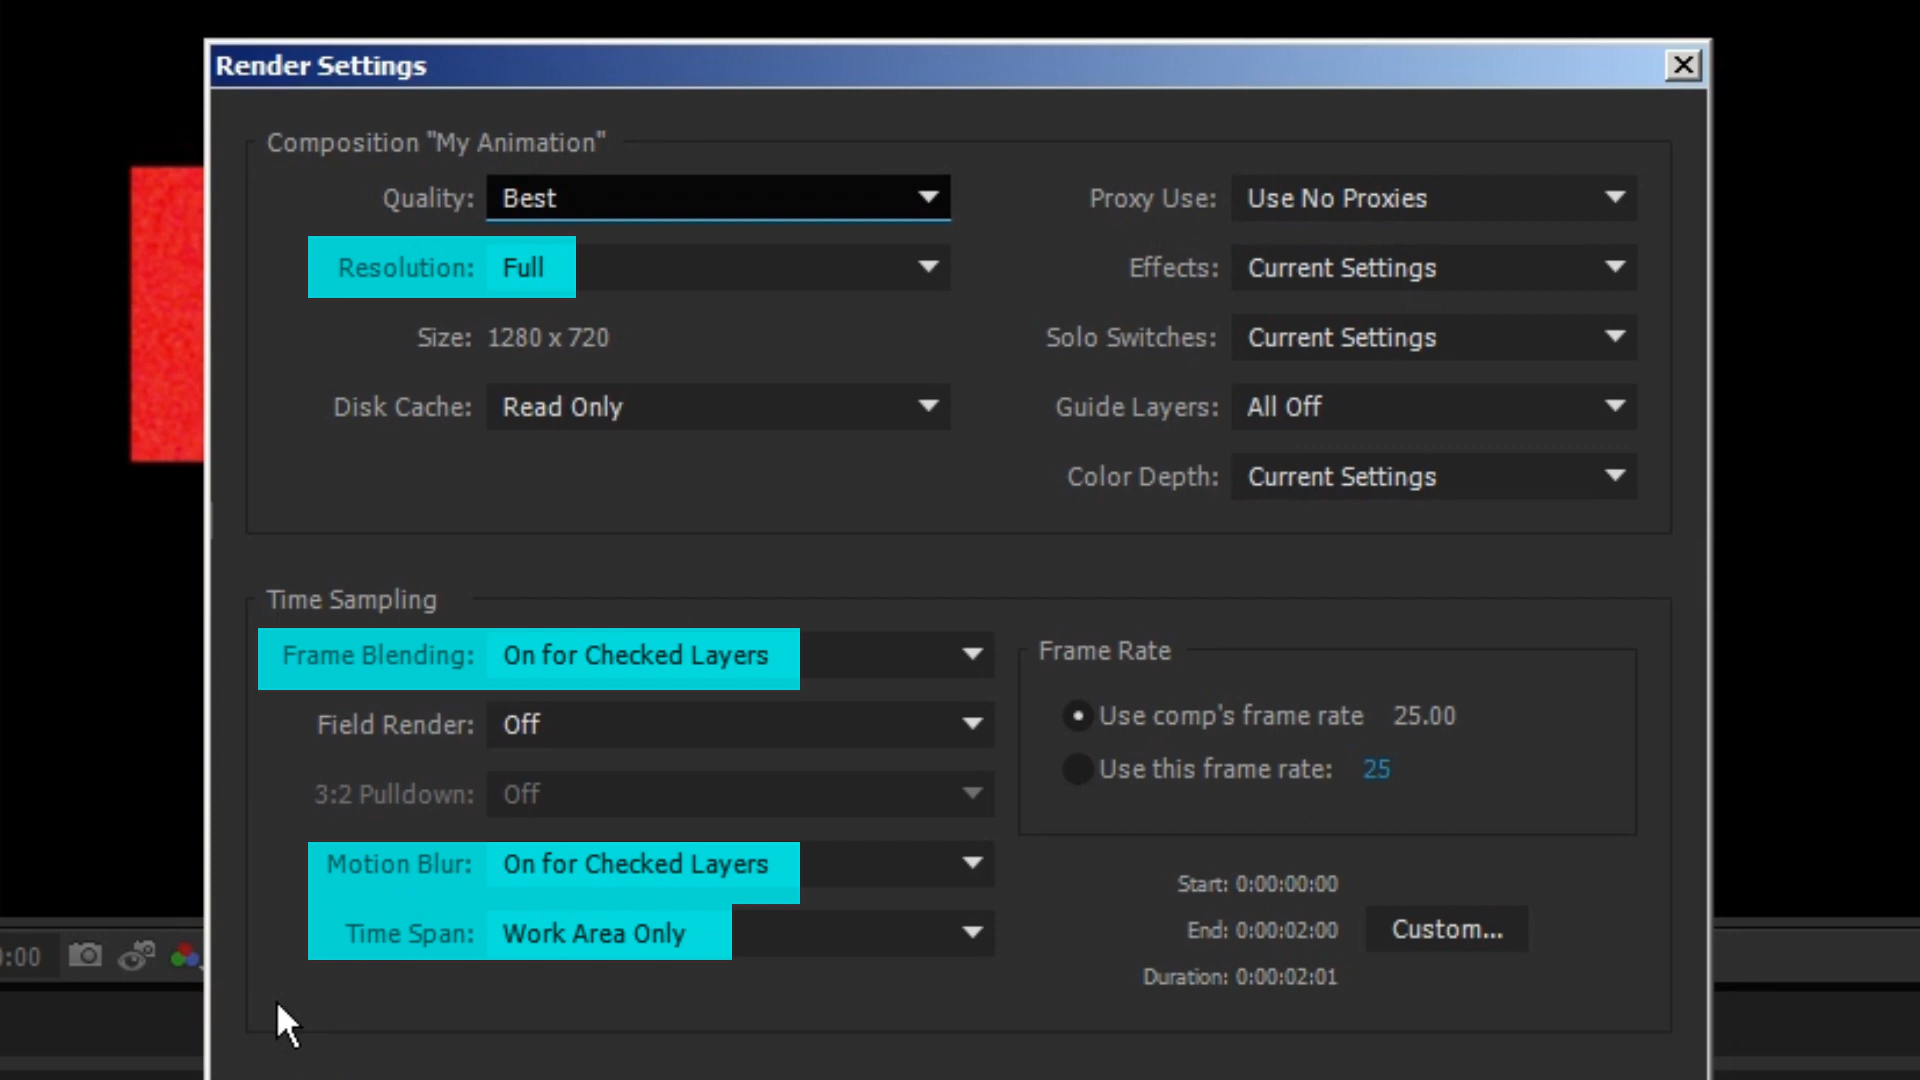 Render Settings
Composition "My Animation"
Quality: Best
Proxy Use: Use No Proxies
Resolution: Full
Effects: Current Settings
Size: 1280 x 720
Solo Switches: Current Settings
Disk Cache: Read Only
Guide Layers: All Off
Color Depth: Current Settings
Time Sampling
Frame Blending: On for Checked Layers
Frame Rate
Field Render: Off
Use comp's frame rate 25.00
Use this frame rate: 25
3:2 Pulldown: Off
Motion Blur: On for Checked Layers
Start: 0:00:00:00
Time Span: Work Area Only
End: 0:00:02:00
Custom...
Duration: 0:00:02:01
:00